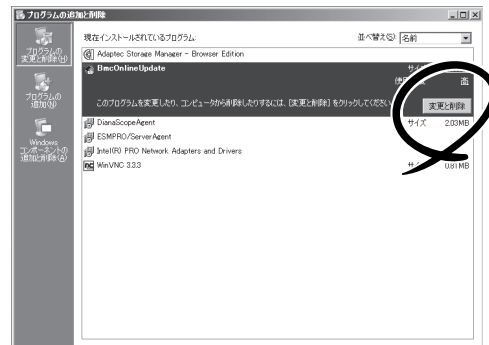 プログラムの追加と削除
プログラムの
変更と削除(H)
プログラムの
追加(N)
Windows
コンポーネントの
追加と削除(A)
現在インストールされているプログラム:
並べ替え(S): 名前
Adaptec Storage Manager - Browser Edition
BmcOnlineUpdate
このプログラムを変更したり、コンピュータから削除したりするには、[変更と削除] をクリックしてください
変更と削除
DianaScopeAgent
サイズ 2.03MB
ESMPRO/ServerAgent
Intel(R) PRO Network Adapters and Drivers
WinVNC 3.3.3
0.81MB